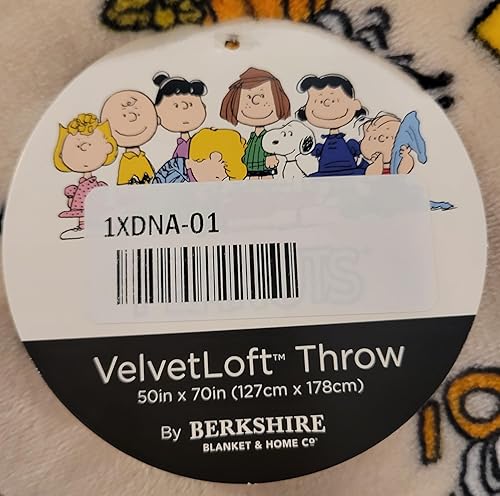 1XDNA-01
VelvetLoft™ Throw
50in x 70in (127cm x 178cm)
By BERKSHIRE
BLANKET & HOME CO®